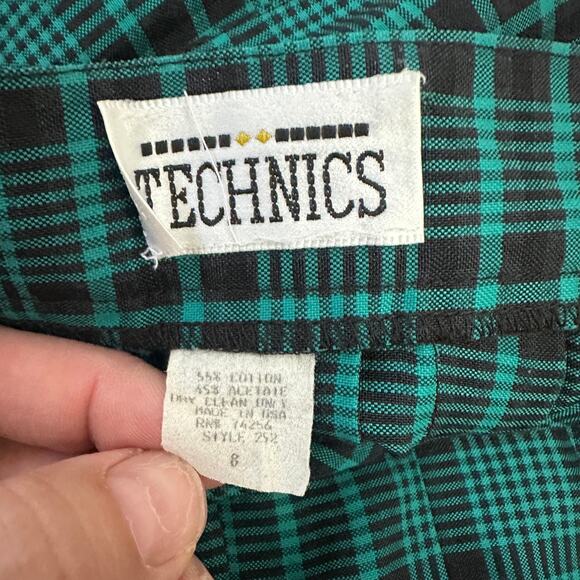 TECHNICS
55% COTTON
45% ACETATE
DRY CLEAN ONLY
MADE IN USA
RN# 74256
STYLE 252
8